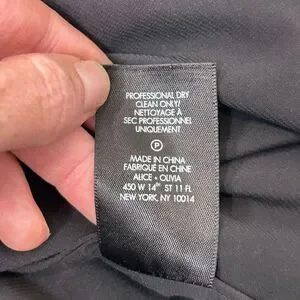 PROFESSIONAL DRY
CLEAN ONLY/
NETTOYAGE À
SEC PROFESSIONNEL
UNIQUEMENT
P
MADE IN CHINA
FABRIQUÉ EN CHINE
ALICE + OLIVIA
450 W 14TH ST 11 FL
NEW YORK, NY 10014